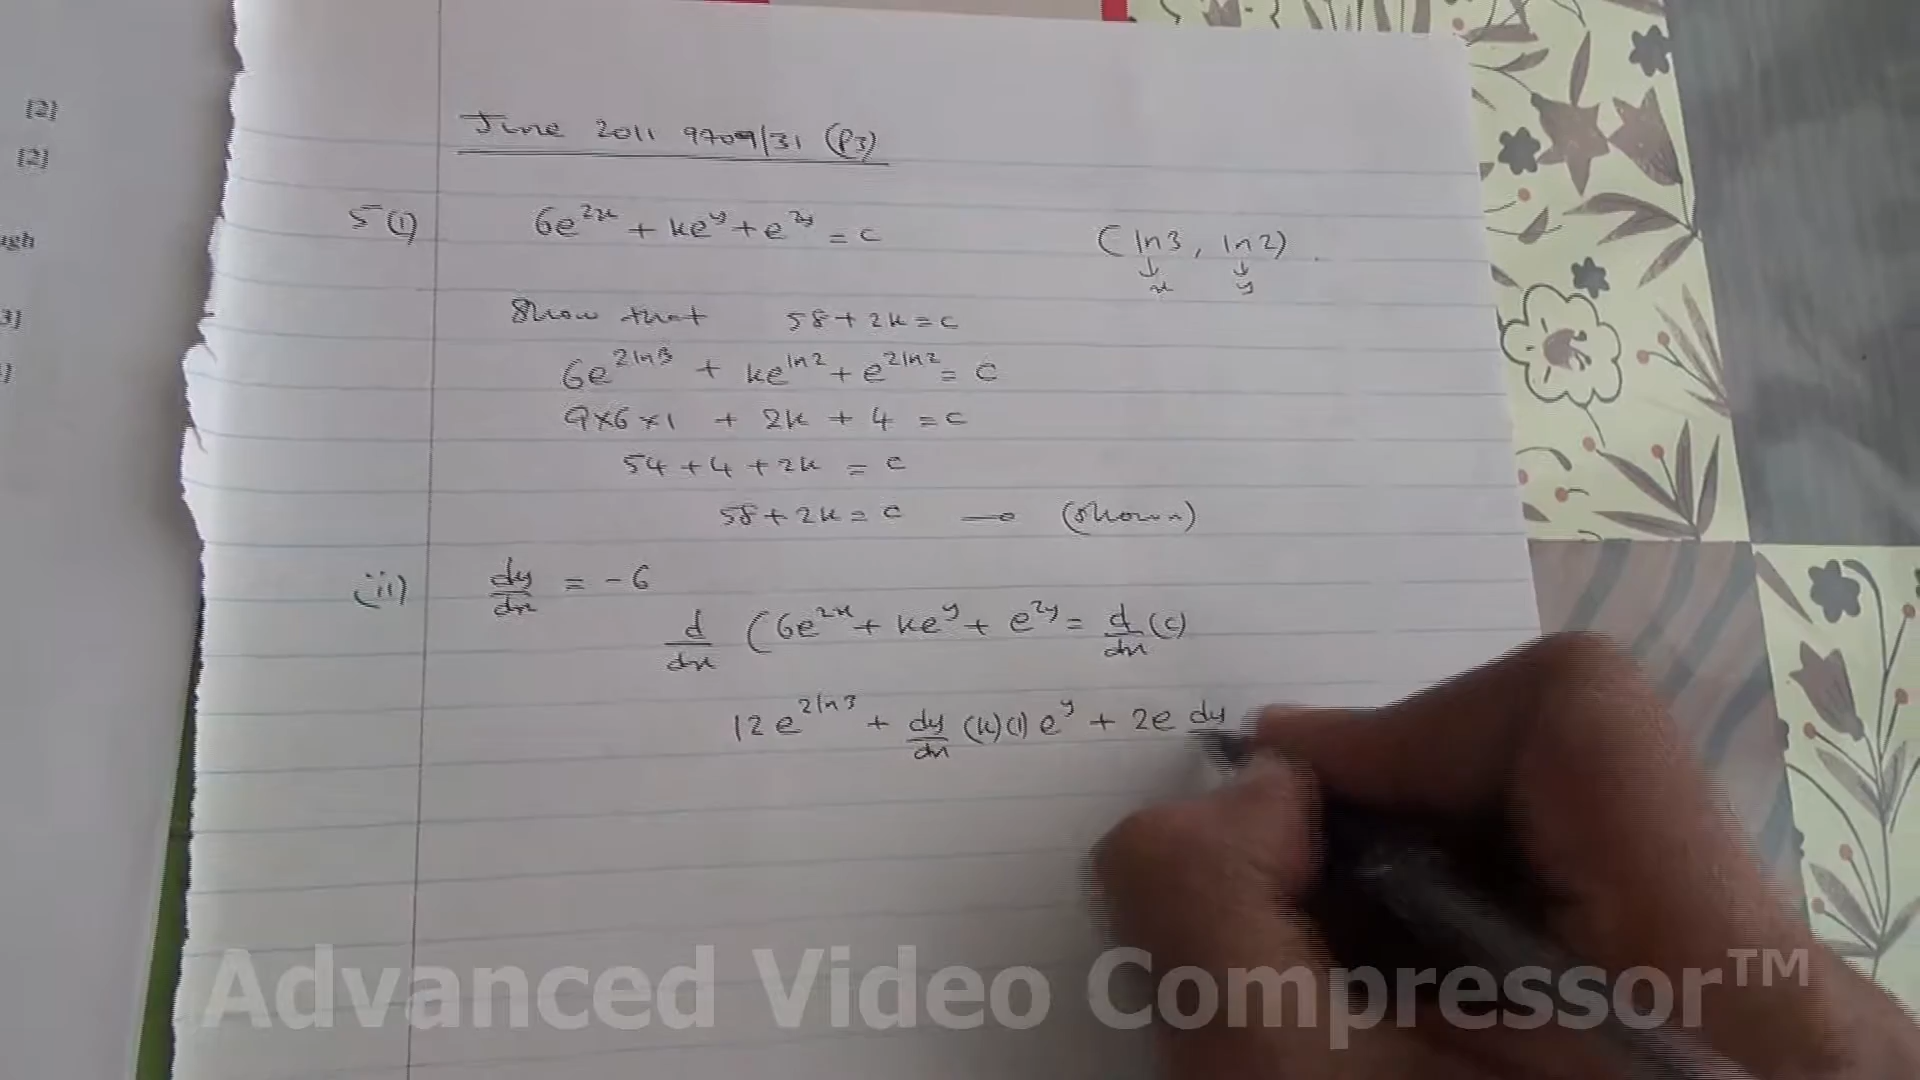 [2]
[2]
ugh
3]
]
June 2011 9709/31 (P3)
5(i) 6e^{2x} + ke^{y} + e^{2y} = c
(ln3, ln2)
↓ ↓
x y
Show that 58 + 2k = c
6e^{2ln3} + ke^{ln2} + e^{2ln2} = c
9×6×1 + 2k + 4 = c
54 + 4 + 2k = c
58 + 2k = c → (shown)
(ii) dy/dx = -6
d/dx (6e^{2x} + ke^{y} + e^{2y} = d/dx (c)
12e^{2ln3} + dy/dx (k)(1)e^{y} + 2e dy
Advanced Video Compressor™